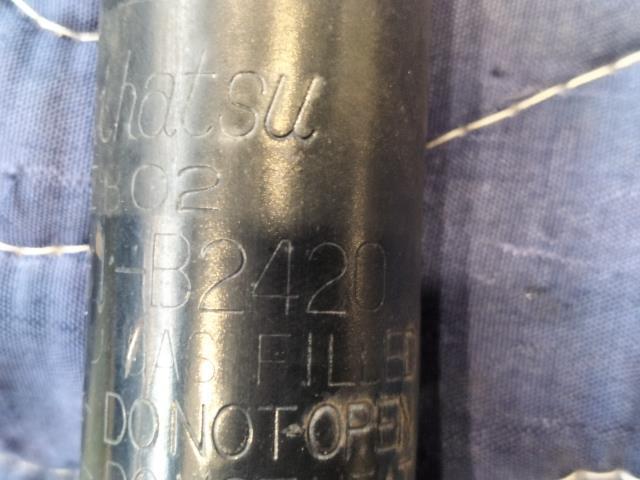 hatsu
B02
-B2420
GAS FILLED
DO NOT-OPEN